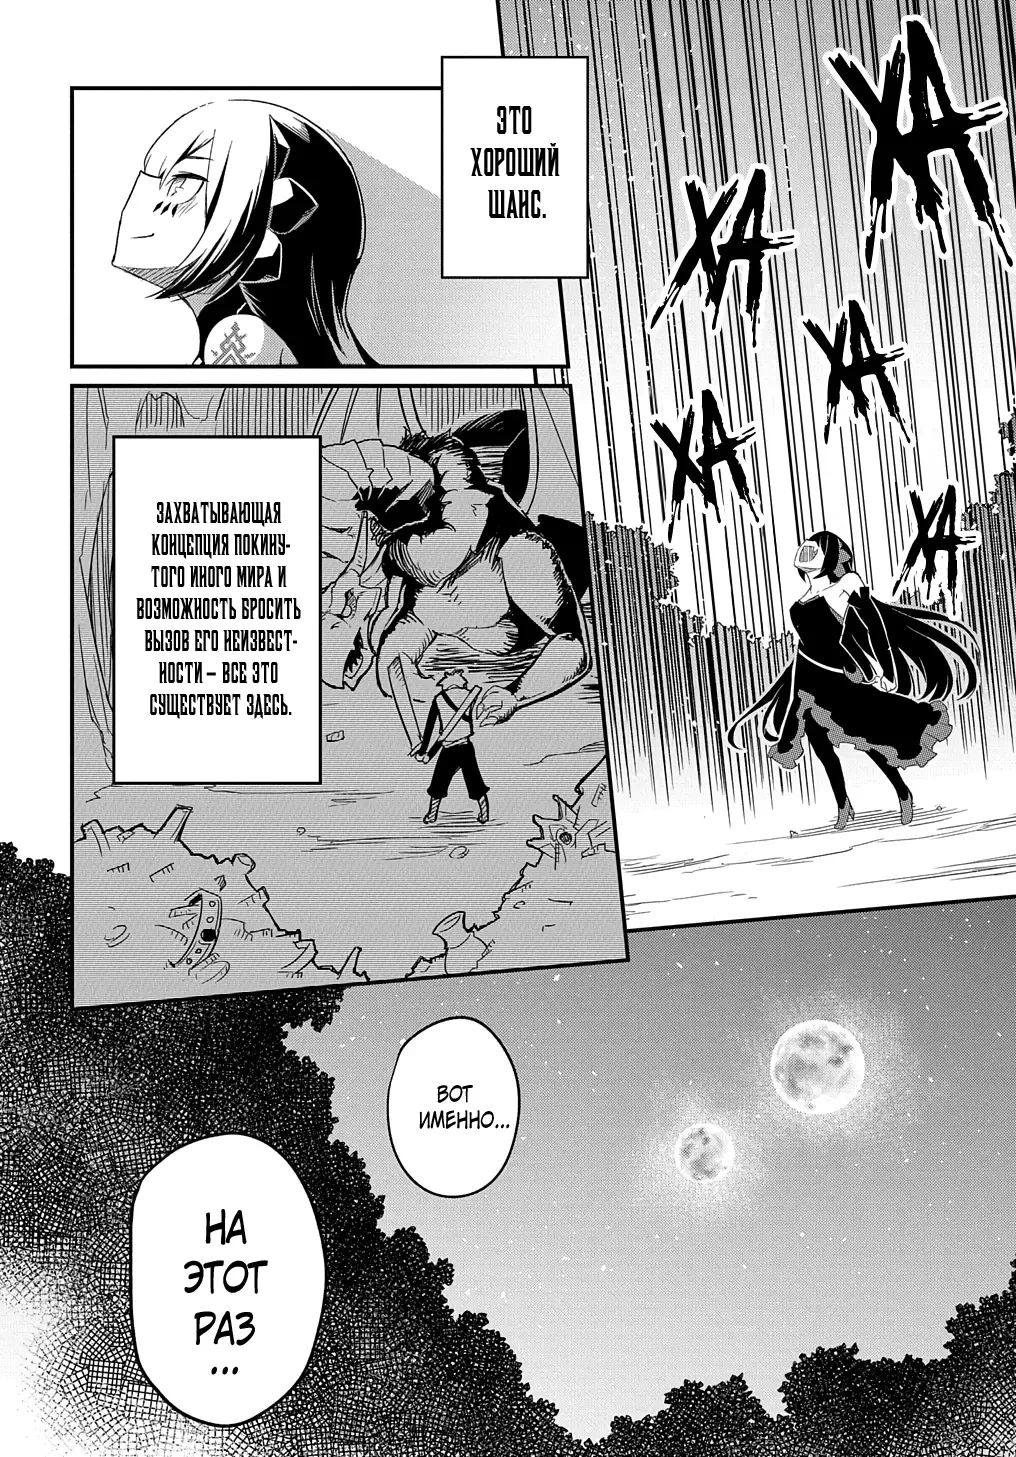 ХА
ХА
ХА
ХА
ХА
ЭТО
ХОРОШИЙ
ШАНС.
ЗАХВАТЫВАЮЩАЯ
КОНЦЕПЦИЯ ПОКИНУ-
ТОГО ИНОГО МИРА И
ВОЗМОЖНОСТЬ БРОСИТЬ
ВЫЗОВ ЕГО НЕИЗВЕСТ-
НОСТИ – ВСЕ ЭТО
СУЩЕСТВУЕТ ЗДЕСЬ.
ВОТ
ИМЕННО...
НА
ЭТОТ
РАЗ
...